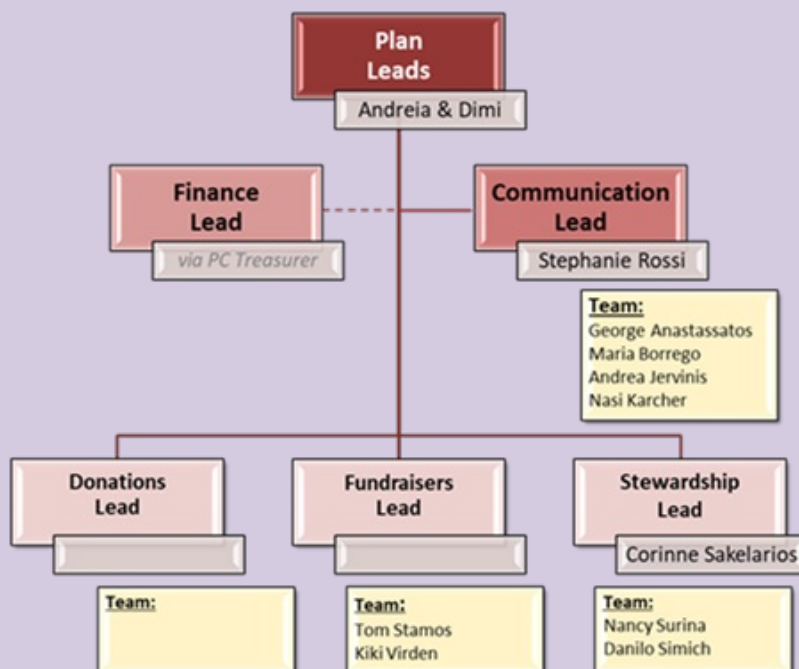 Plan
Leads
Andreia & Dimi
Finance
Lead
via PC Treasurer
Communication
Lead
Stephanie Rossi
Team:
George Anastassatos
Maria Borrego
Andrea Jervinis
Nasi Karcher
Donations
Lead
Team:
Fundraisers
Lead
Team:
Tom Stamos
Kiki Virden
Stewardship
Lead
Corinne Sakelarios
Team:
Nancy Surina
Danilo Simich